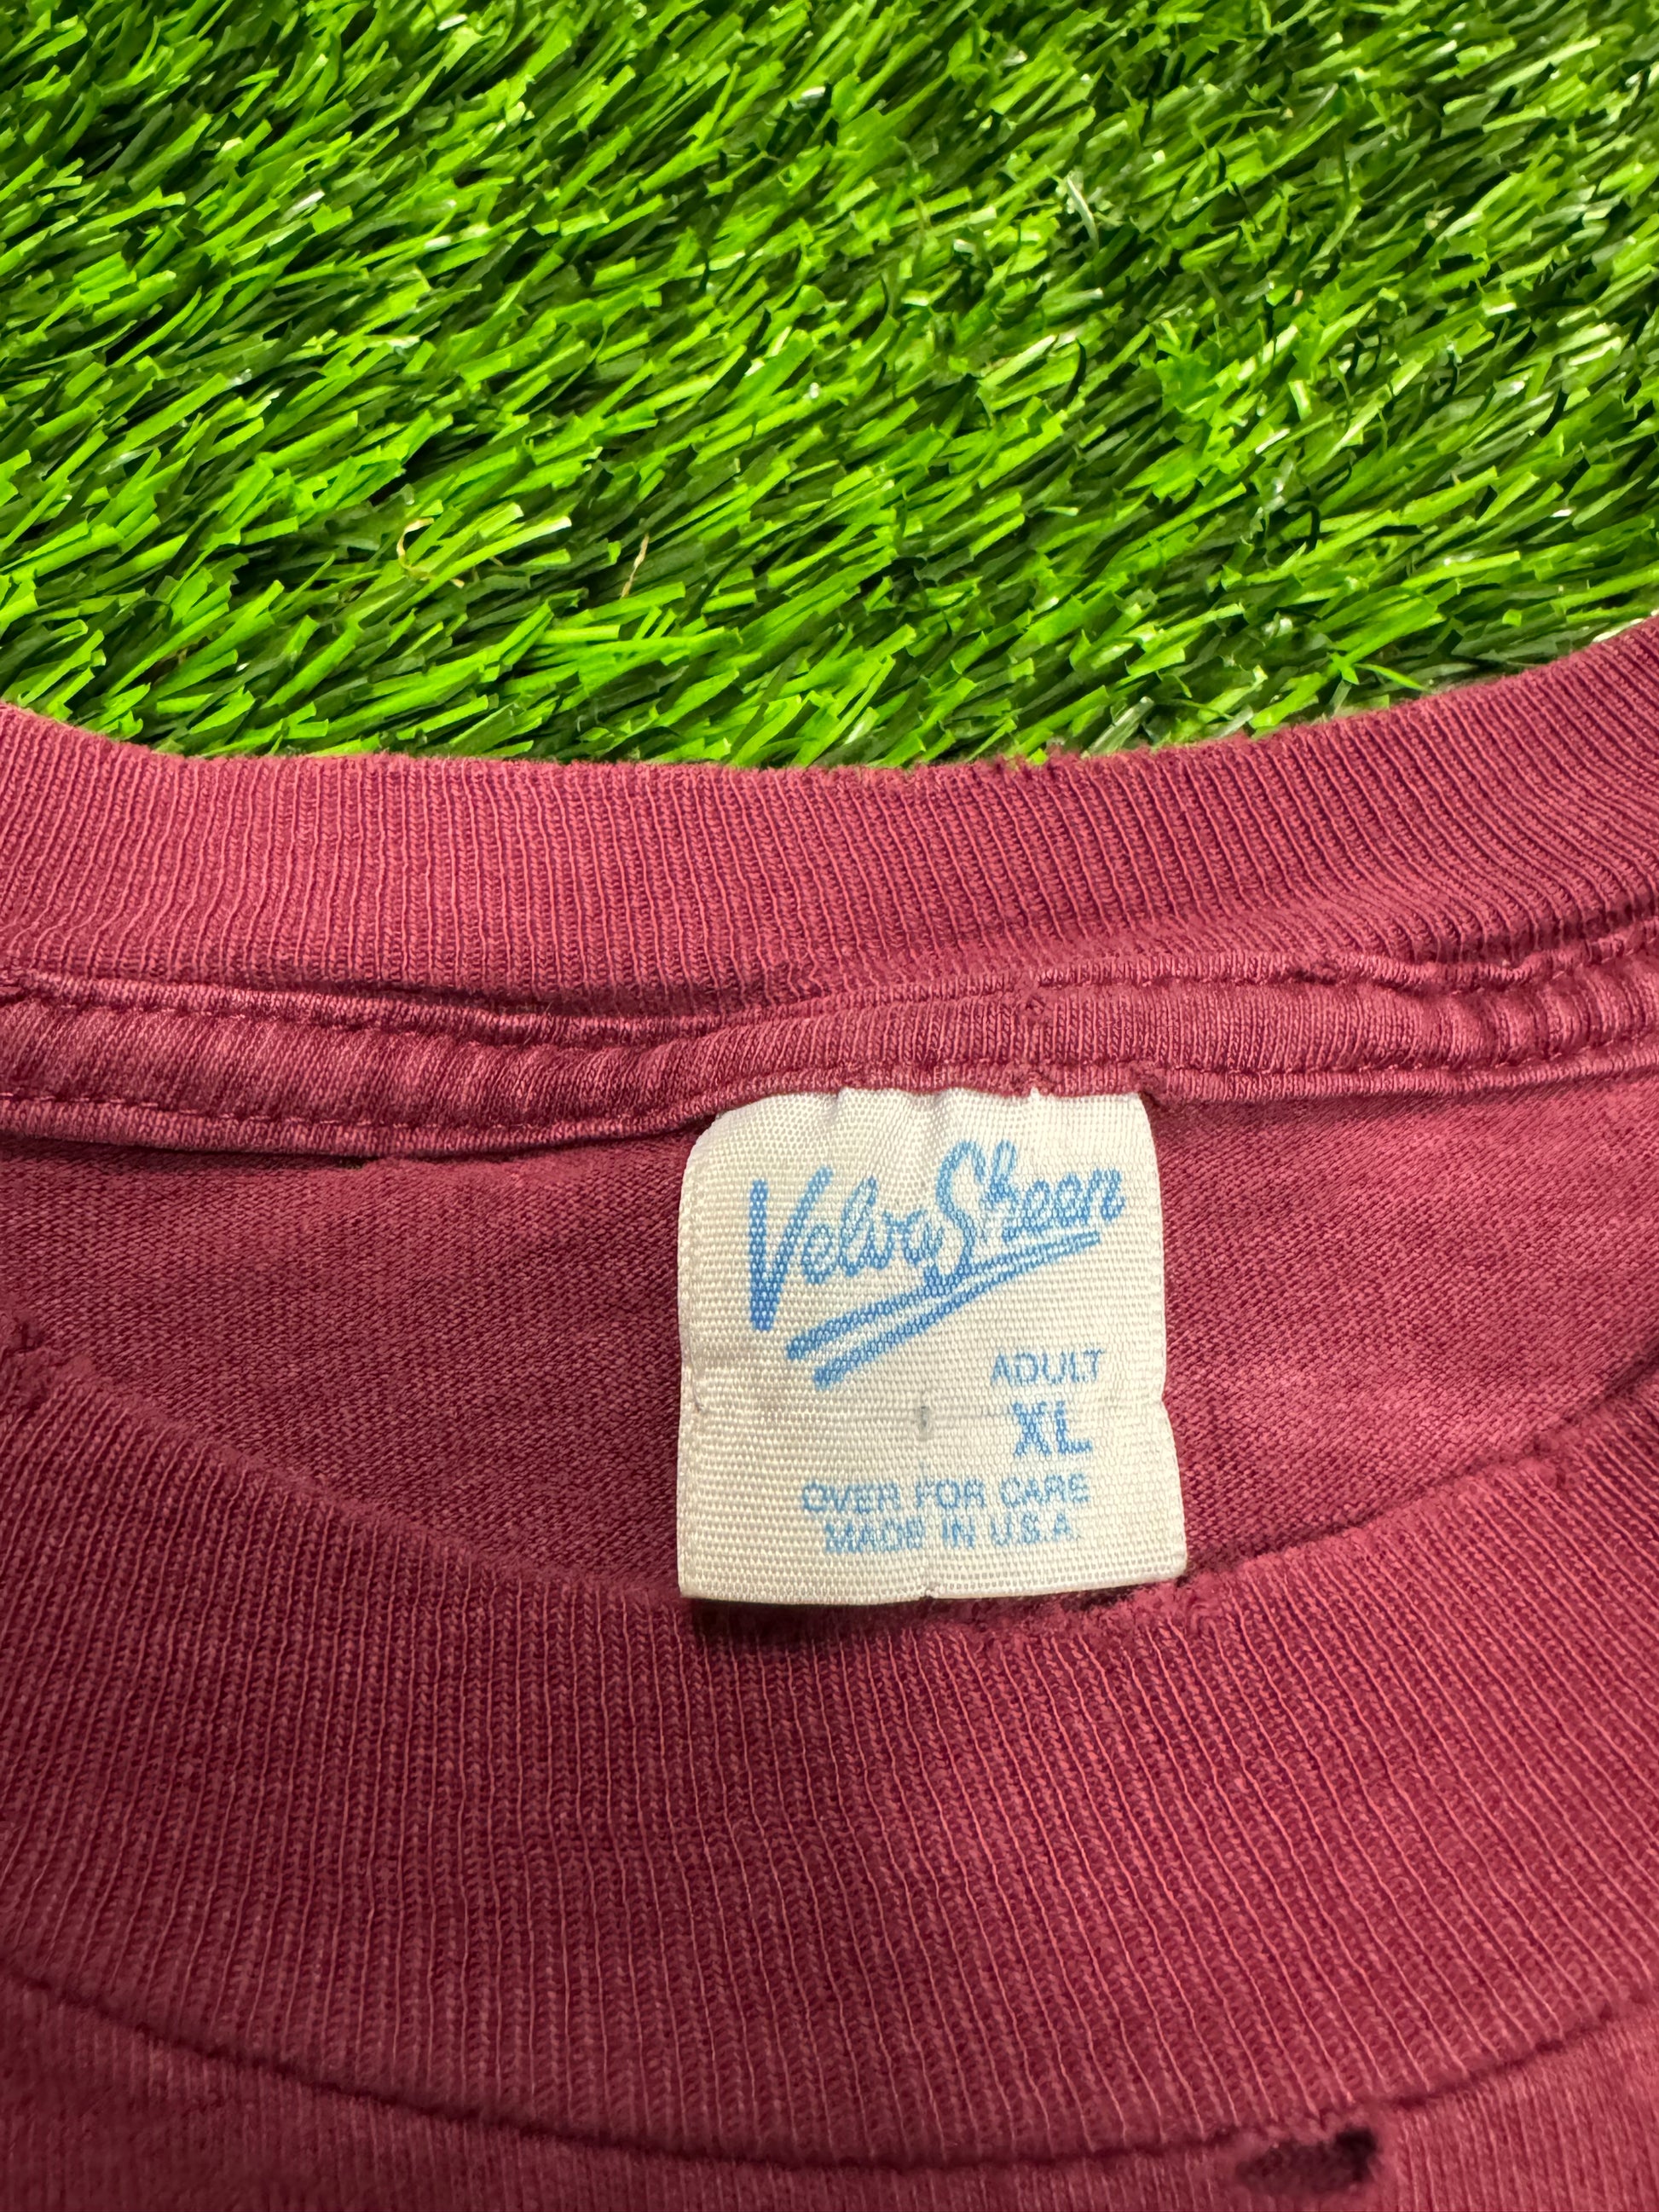 Velva Sheen
ADULT
XL
OVER FOR CARE
MADE IN U.S.A.